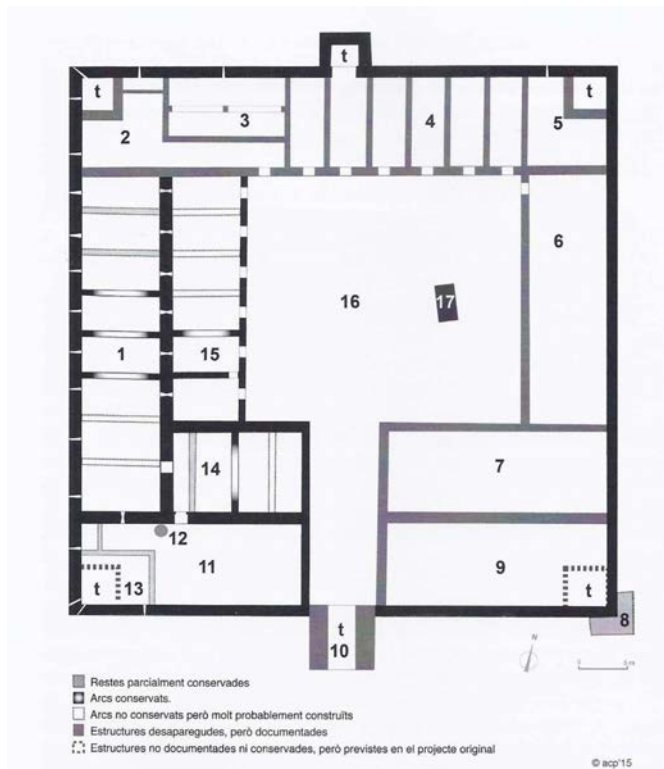 t
t
t
2
3
4
5
6
16
17
1
15
14
7
12
11
13
t
9
t
8
t
10
N
0
5 m
Restes parcialment conservades
Arcs conservats.
Arcs no conservats però molt probablement construïts
Estructures desaparegudes, però documentades
Estructures no documentades ni conservades, però previstes en el projecte original
© acp'15